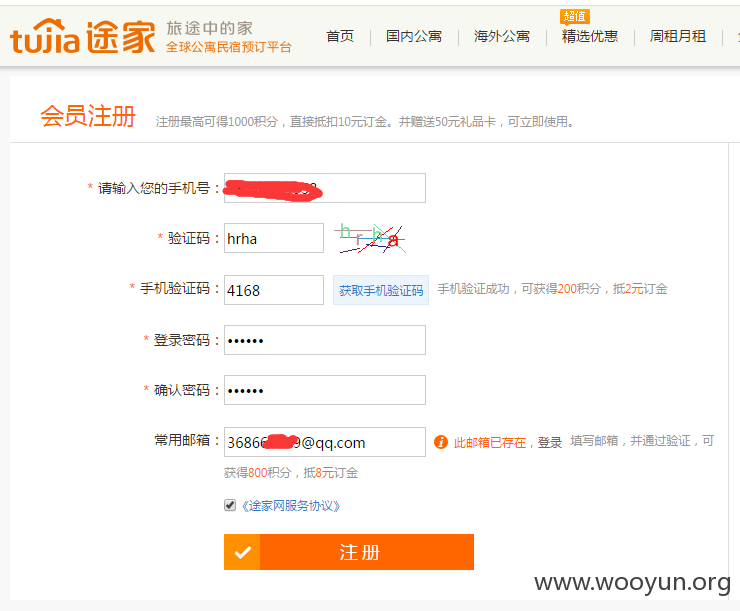 tujia 途家 旅途中的家
全球公寓民宿预订平台
首页 国内公寓 海外公寓 超值 精选优惠 周租月租
会员注册 注册最高可得1000积分，直接抵扣10元订金。并赠送50元礼品卡，可立即使用。
* 请输入您的手机号：
* 验证码： hrha hrha
* 手机验证码： 4168 获取手机验证码 手机验证成功，可获得200积分，抵2元订金
* 登录密码： ••••••
* 确认密码： ••••••
常用邮箱： 3686 9@qq.com 此邮箱已存在，登录 填写邮箱，并通过验证，可
获得800积分，抵8元订金
《途家网服务协议》
注册
www.wooyun.org